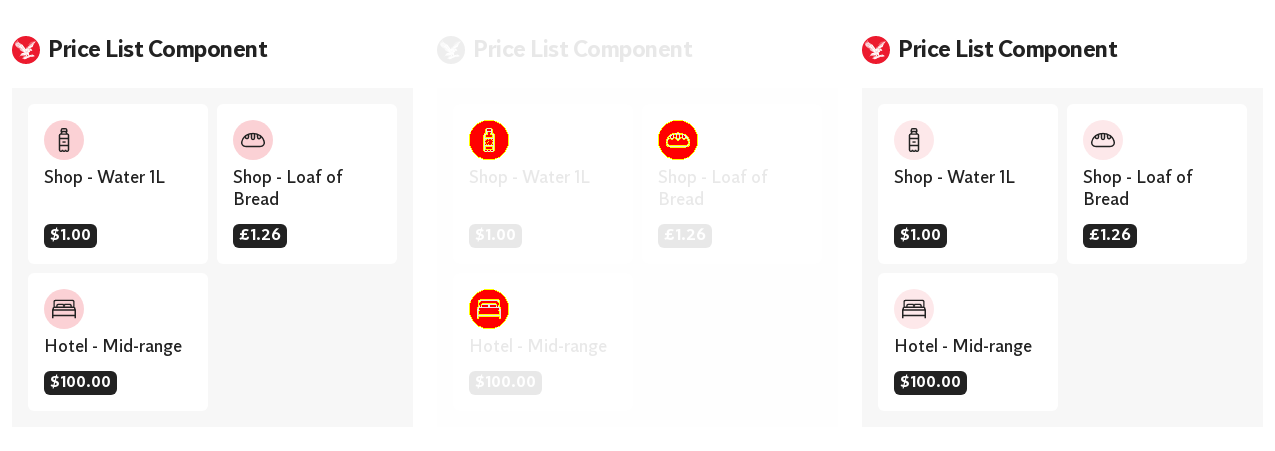 Price List Component
Shop - Water 1L
$1.00
Shop - Loaf of
Bread
£1.26
Hotel - Mid-range
$100.00
Price List Component
Shop - Water 1L
$1.00
Shop - Loaf of
Bread
£1.26
Hotel - Mid-range
$100.00
Price List Component
Shop - Water 1L
$1.00
Shop - Loaf of
Bread
£1.26
Hotel - Mid-range
$100.00